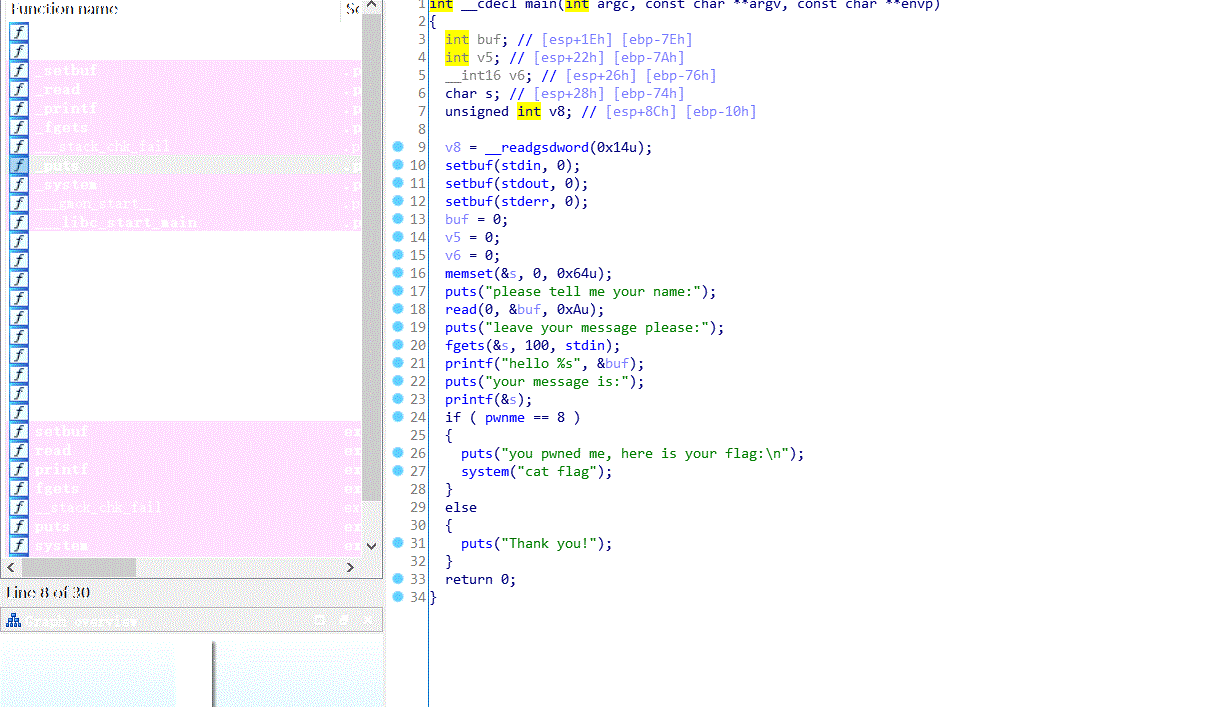 Function name
_setbuf
_read
_printf
_fgets
___stack_chk_fail
_puts
_system
___libc_start_main
setbuf
read
printf
fgets
__stack_chk_fail
puts
system
Line 8 of 30
Graph overview
1 int __cdecl main(int argc, const char **argv, const char **envp)
2 {
3 int buf; // [esp+1Eh] [ebp-7Eh]
4 int v5; // [esp+22h] [ebp-7Ah]
5 __int16 v6; // [esp+26h] [ebp-76h]
6 char s; // [esp+28h] [ebp-74h]
7 unsigned int v8; // [esp+8Ch] [ebp-10h]
8
9 v8 = __readgsdword(0x14u);
10 setbuf(stdin, 0);
11 setbuf(stdout, 0);
12 setbuf(stderr, 0);
13 buf = 0;
14 v5 = 0;
15 v6 = 0;
16 memset(&s, 0, 0x64u);
17 puts("please tell me your name:");
18 read(0, &buf, 0xAu);
19 puts("leave your message please:");
20 fgets(&s, 100, stdin);
21 printf("hello %s", &buf);
22 puts("your message is:");
23 printf(&s);
24 if ( pwnme == 8 )
25 {
26 puts("you pwned me, here is your flag:\n");
27 system("cat flag");
28 }
29 else
30 {
31 puts("Thank you!");
32 }
33 return 0;
34 }